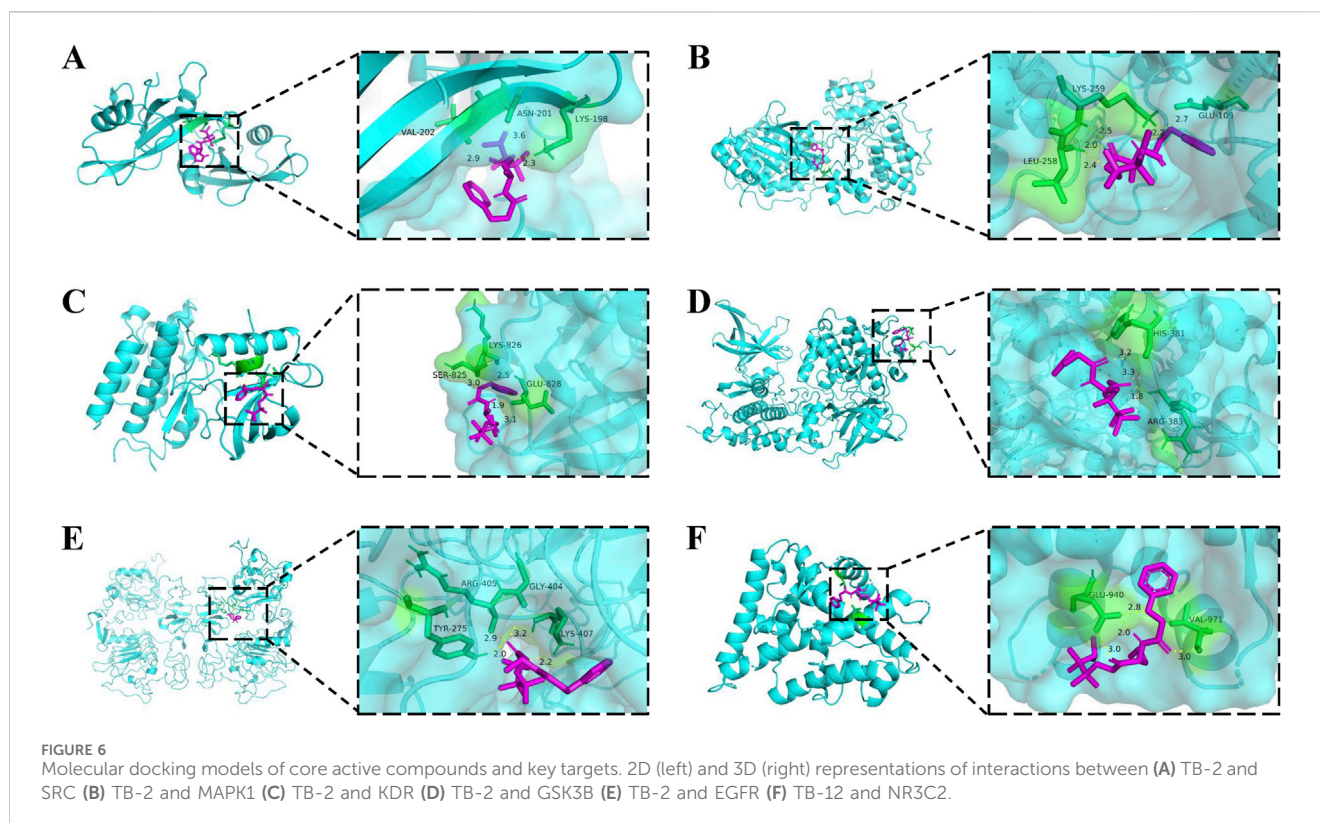 A
VAL-202
ASN-201
LYS-198
3.6
2.9
2.3
B
LYS-259
GLU-109
2.7
2.5
2.2
2.0
LEU-258
2.4
C
LYS-826
SER-825
2.5
3.0
GLU-828
1.9
3.1
D
HIS-381
3.2
3.3
1.8
ARG-383
E
ARG-405
GLY-404
TYR-275
LYS-407
3.2
2.9
2.0
2.2
F
GLU-940
2.8
VAL-971
2.0
3.0
3.0
FIGURE 6
Molecular docking models of core active compounds and key targets. 2D (left) and 3D (right) representations of interactions between (A) TB-2 and
SRC (B) TB-2 and MAPK1 (C) TB-2 and KDR (D) TB-2 and GSK3B (E) TB-2 and EGFR (F) TB-12 and NR3C2.